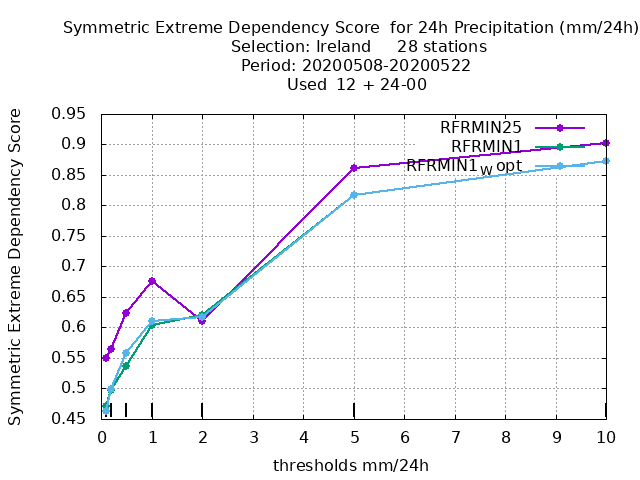 Symmetric Extreme Dependency Score for 24h Precipitation (mm/24h)
Selection: Ireland 28 stations
Period: 20200508-20200522
Used 12 + 24-00
Symmetric Extreme Dependency Score
0.95
0.9
0.85
0.8
0.75
0.7
0.65
0.6
0.55
0.5
0.45
RFRMIN25
RFRMIN1
RFRMIN1wopt
0 1 2 3 4 5 6 7 8 9 10
thresholds mm/24h